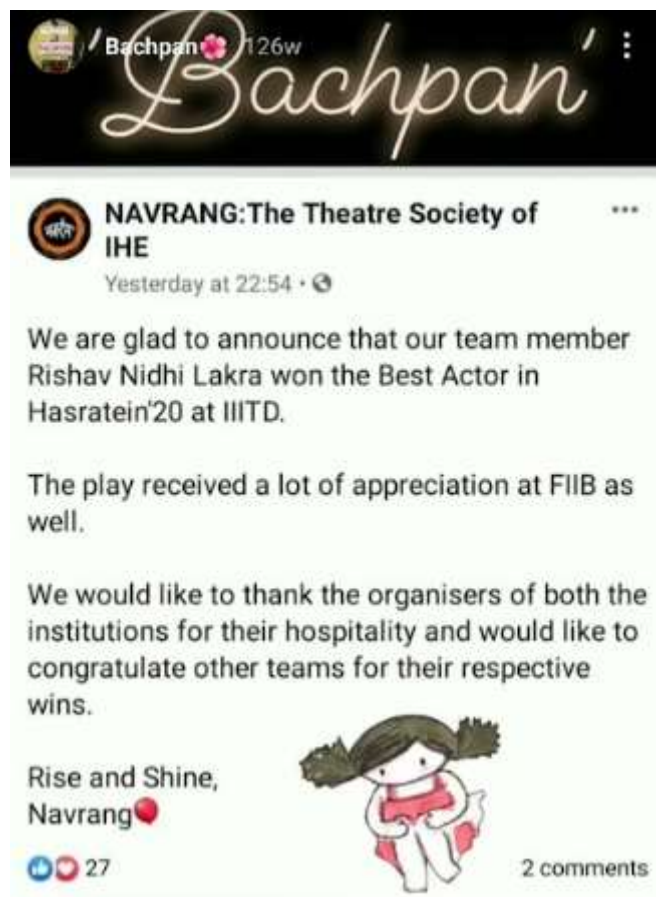 Bachpan🌸 126w
'Bachpan'
NAVRANG:The Theatre Society of
IHE
Yesterday at 22:54 ·
We are glad to announce that our team member
Rishav Nidhi Lakra won the Best Actor in
Hasratein'20 at IIITD.
The play received a lot of appreciation at FIIB as
well.
We would like to thank the organisers of both the
institutions for their hospitality and would like to
congratulate other teams for their respective
wins.
Rise and Shine,
Navrang🎈
27
2 comments